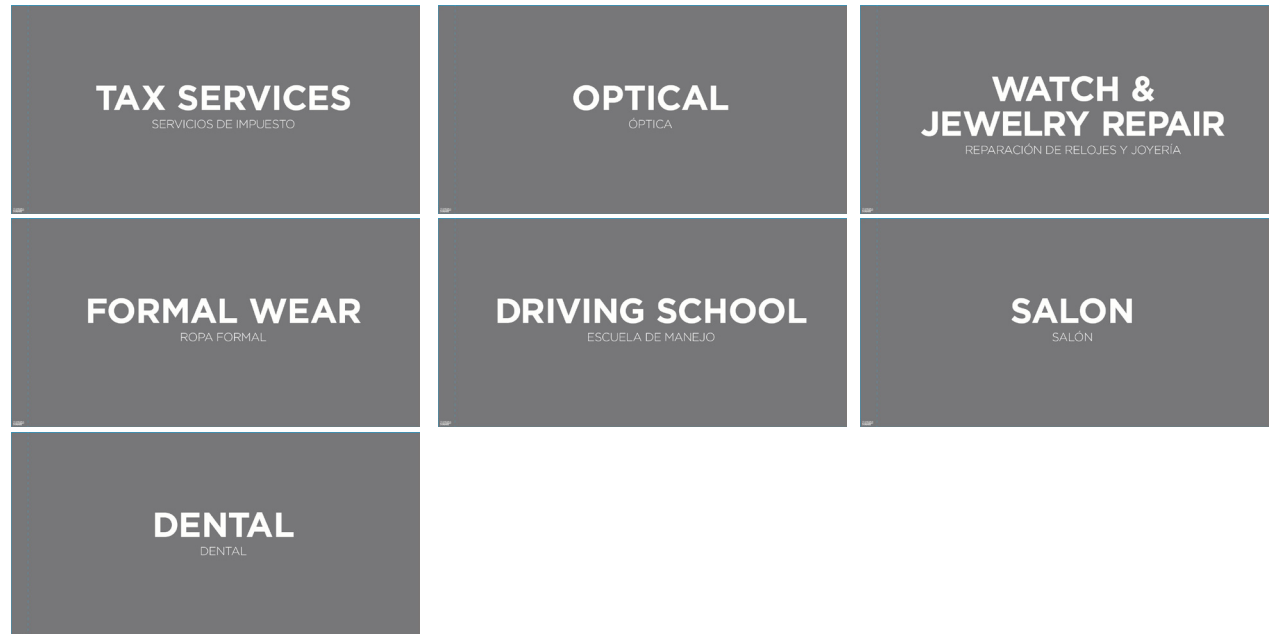 TAX SERVICES
SERVICIOS DE IMPUESTO
OPTICAL
ÓPTICA
WATCH &
JEWELRY REPAIR
REPARACIÓN DE RELOJES Y JOYERÍA
FORMAL WEAR
ROPA FORMAL
DRIVING SCHOOL
ESCUELA DE MANEJO
SALON
SALÓN
DENTAL
DENTAL